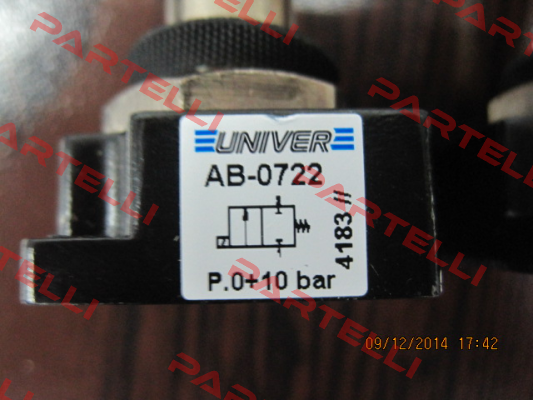 UNIVER
AB-0722
4183 //
P.0+10 bar
09/12/2014 17:42
PARTELLI
PARTELLI
PARTELLI
PARTELLI
PARTELLI